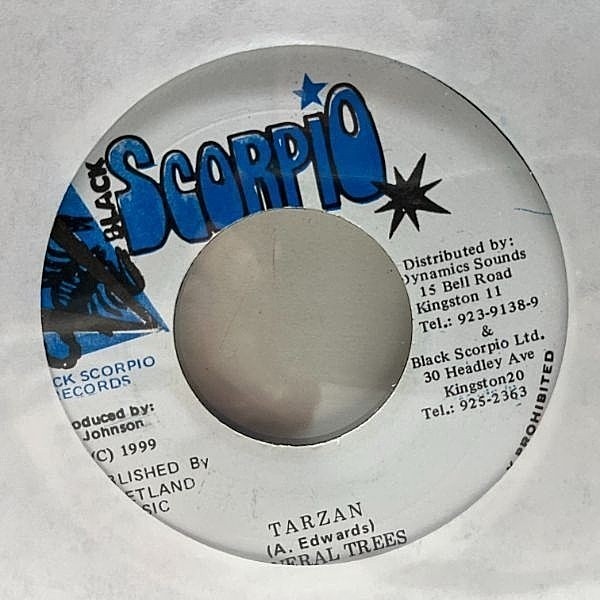 BLACK
SCORPIO
Distributed by:
Dynamics Sounds
15 Bell Road
Kingston 11
Tel.: 923-9138-9
&
Black Scorpio Ltd.
30 Headley Ave
Kingston20
Tel.: 925-2363
PROHIBITED
CK SCORPIO
ECORDS
oduced by:
Johnson
(C) 1999
BLISHED By
ETLAND
SIC
TARZAN
(A. Edwards)
NERAL TREES